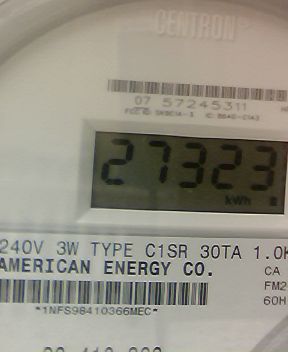 CENTRON
07 57245311
27323
kWh
240V 3W TYPE C1SR 30TA 1.0K
AMERICAN ENERGY CO.
CA
FM2
60H
*1NFS98410366MEC*